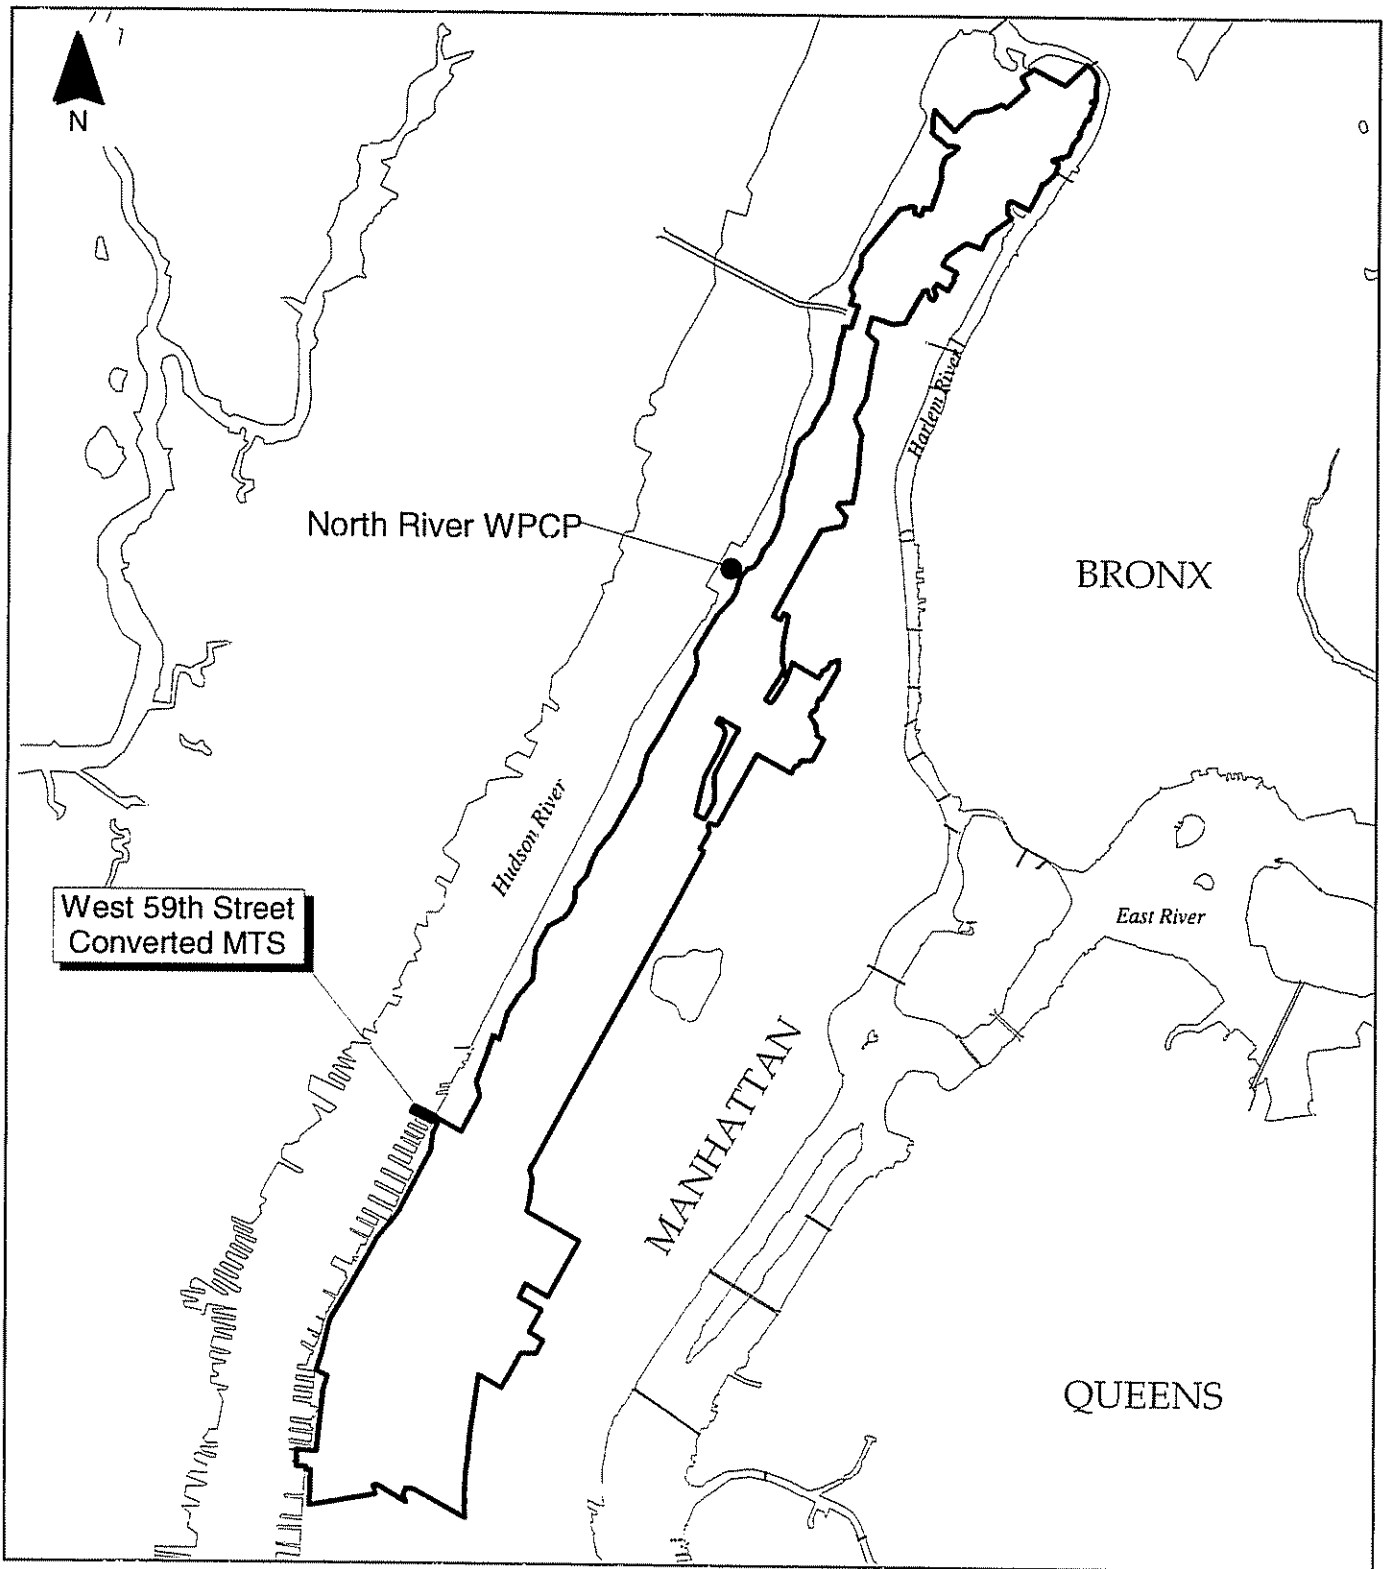 N
Harlem River
North River WPCP
BRONX
Hudson River
West 59th Street
Converted MTS
East River
MANHATTAN
QUEENS